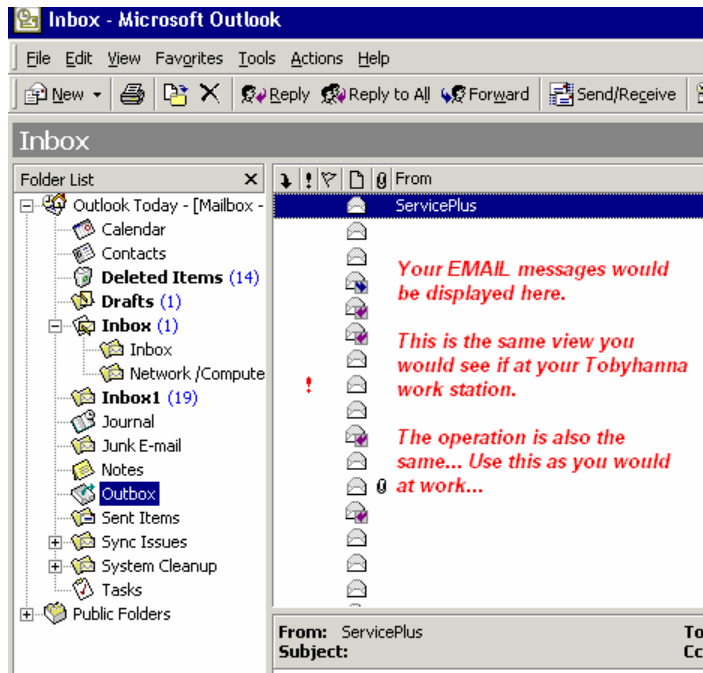 Inbox - Microsoft Outlook
File Edit View Favorites Tools Actions Help
New Reply Reply to All Forward Send/Receive
Inbox
Folder List
From
Outlook Today - [Mailbox -
ServicePlus
Calendar
Contacts
Deleted Items (14)
Drafts (1)
Inbox (1)
Inbox
Network /Compute
Inbox1 (19)
Journal
Junk E-mail
Notes
Outbox
Sent Items
Sync Issues
System Cleanup
Tasks
Public Folders
Your EMAIL messages would
be displayed here.
This is the same view you
would see if at your Tobyhanna
work station.
The operation is also the
same... Use this as you would
at work...
From: ServicePlus To
Subject: Cc